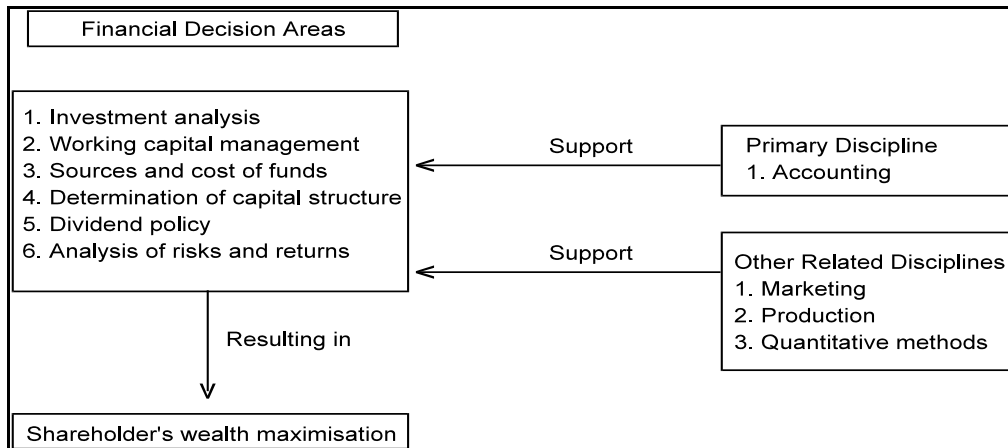 Financial Decision Areas
1. Investment analysis
2. Working capital management
3. Sources and cost of funds
4. Determination of capital structure
5. Dividend policy
6. Analysis of risks and returns
Support
Primary Discipline
1. Accounting
Support
Other Related Disciplines
1. Marketing
2. Production
3. Quantitative methods
Resulting in
Shareholder's wealth maximisation